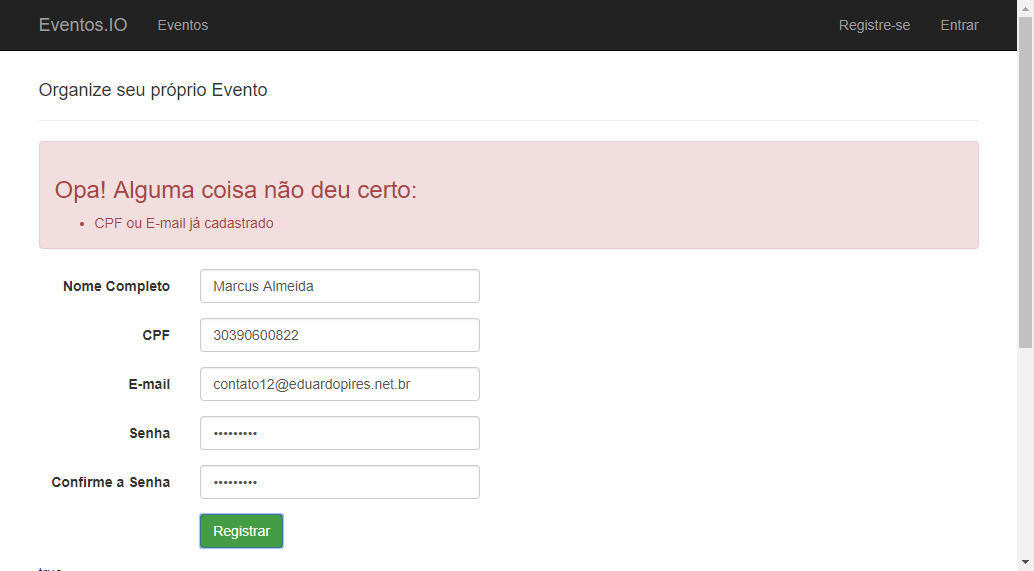 Eventos.IO Eventos Registre-se Entrar
Organize seu próprio Evento
Opa! Alguma coisa não deu certo:
• CPF ou E-mail já cadastrado
Nome Completo Marcus Almeida
CPF 30390600822
E-mail contato12@eduardopires.net.br
Senha •••••••••
Confirme a Senha •••••••••
Registrar